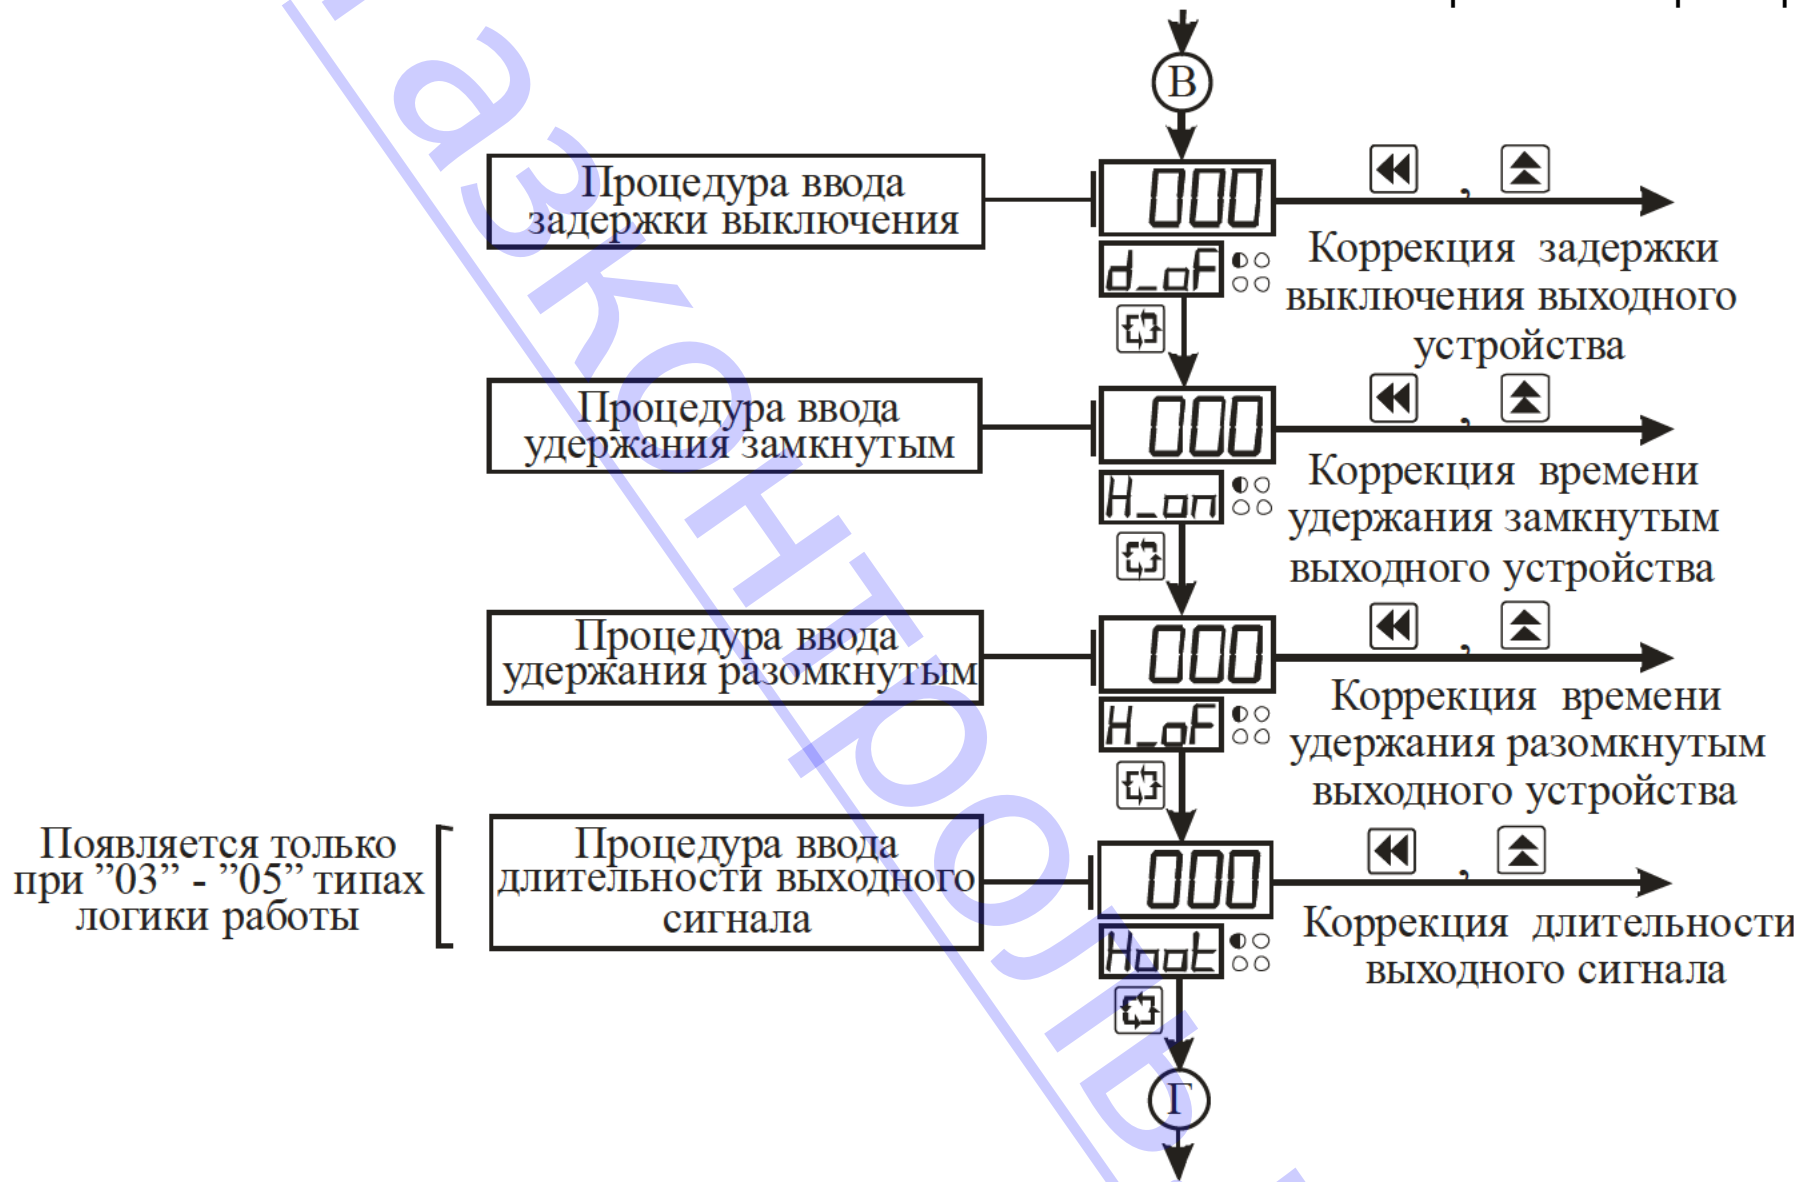 В
Процедура ввода
задержки выключения
000
d_oF
,
Коррекция задержки
выключения выходного
устройства
Процедура ввода
удержания замкнутым
000
H_on
,
Коррекция времени
удержания замкнутым
выходного устройства
Процедура ввода
удержания разомкнутым
000
H_oF
,
Коррекция времени
удержания разомкнутым
выходного устройства
Появляется только
при ”03” - ”05” типах
логики работы
Процедура ввода
длительности выходного
сигнала
000
Hoot
,
Коррекция длительности
выходного сигнала
Г
газконтроль